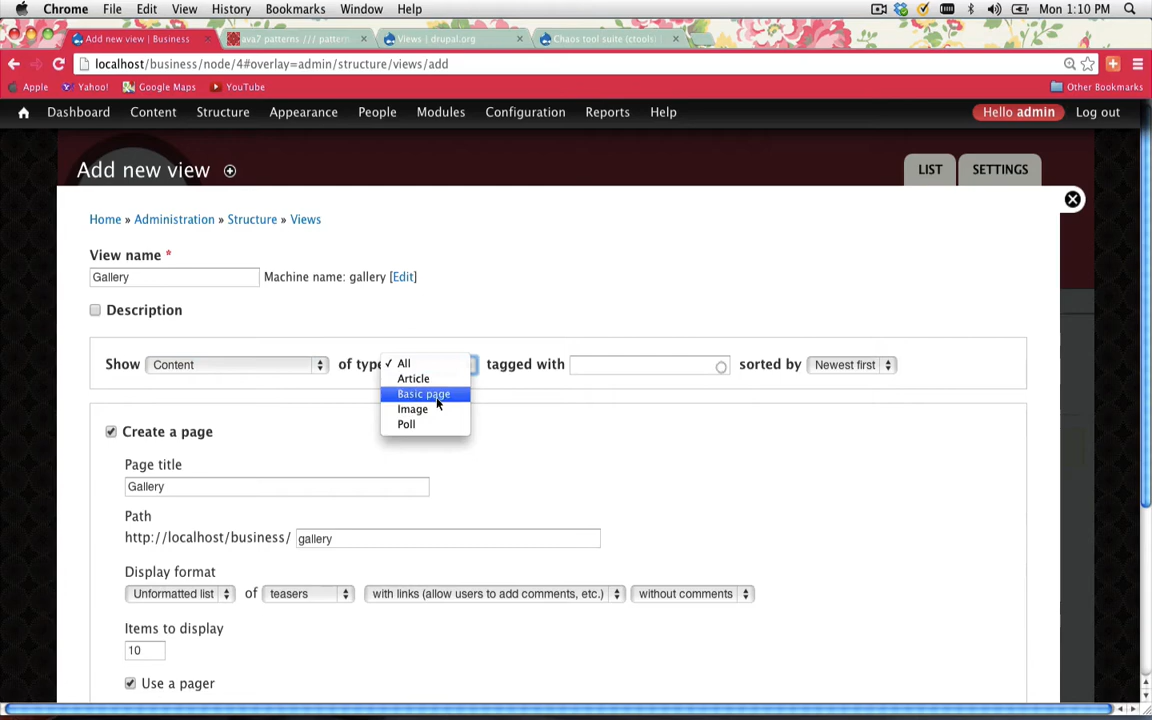 Chrome File Edit View History Bookmarks Window Help Mon 1:10 PM
Add new view | Business ava7 patterns /// patter Views | drupal.org Chaos tool suite (ctools)
localhost/business/node/4#overlay=admin/structure/views/add
Apple Yahoo! Google Maps YouTube Other Bookmarks
Dashboard Content Structure Appearance People Modules Configuration Reports Help Hello admin Log out
Add new view LIST SETTINGS
Home » Administration » Structure » Views
View name *
Gallery Machine name: gallery [Edit]
Description
Show Content of type ✓ All tagged with sorted by Newest first
Article
Basic page
Image
Poll
Create a page
Page title
Gallery
Path
http://localhost/business/ gallery
Display format
Unformatted list of teasers with links (allow users to add comments, etc.) without comments
Items to display
10
Use a pager